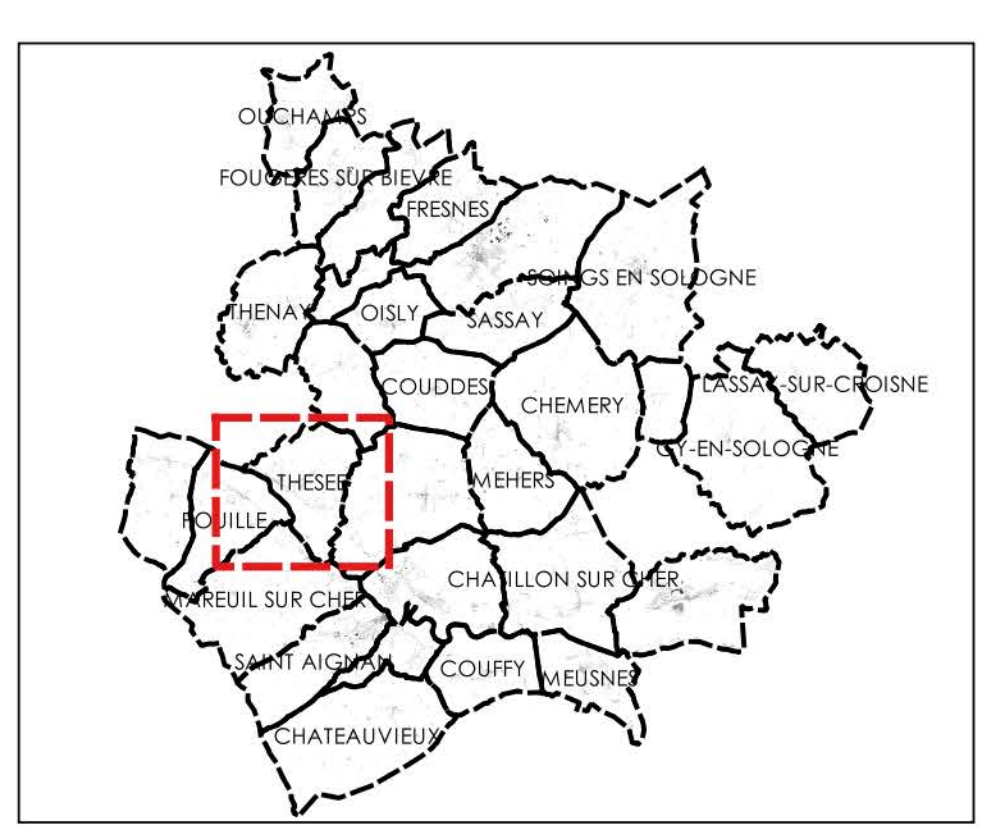 OUCHAMPS
FOUGERES SUR BIEVRE
FRESNES
SOINGS EN SOLOGNE
THENAY
OISLY
SASSAY
COUDDES
LASSAY-SUR-CROISNE
CHEMERY
GY-EN-SOLOGNE
THESEE
MEHERS
POUILLE
CHATILLON SUR CHER
MAREUIL SUR CHER
SAINT AIGNAN
COUFFY
MEUSNES
CHATEAUVIEUX